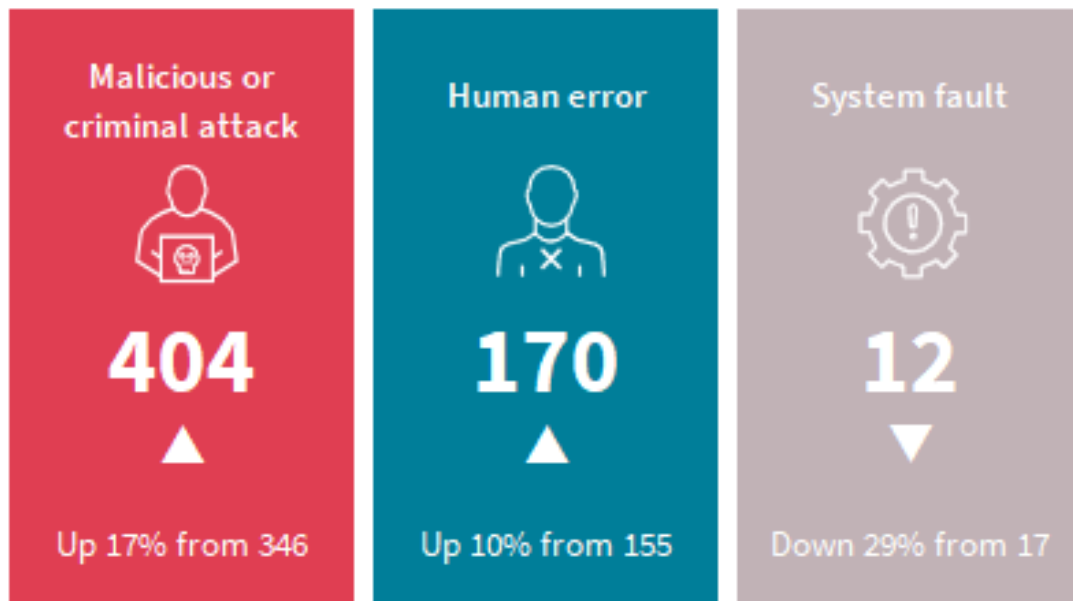 Malicious or
criminal attack
404
Up 17% from 346
Human error
170
Up 10% from 155
System fault
!
12
Down 29% from 17